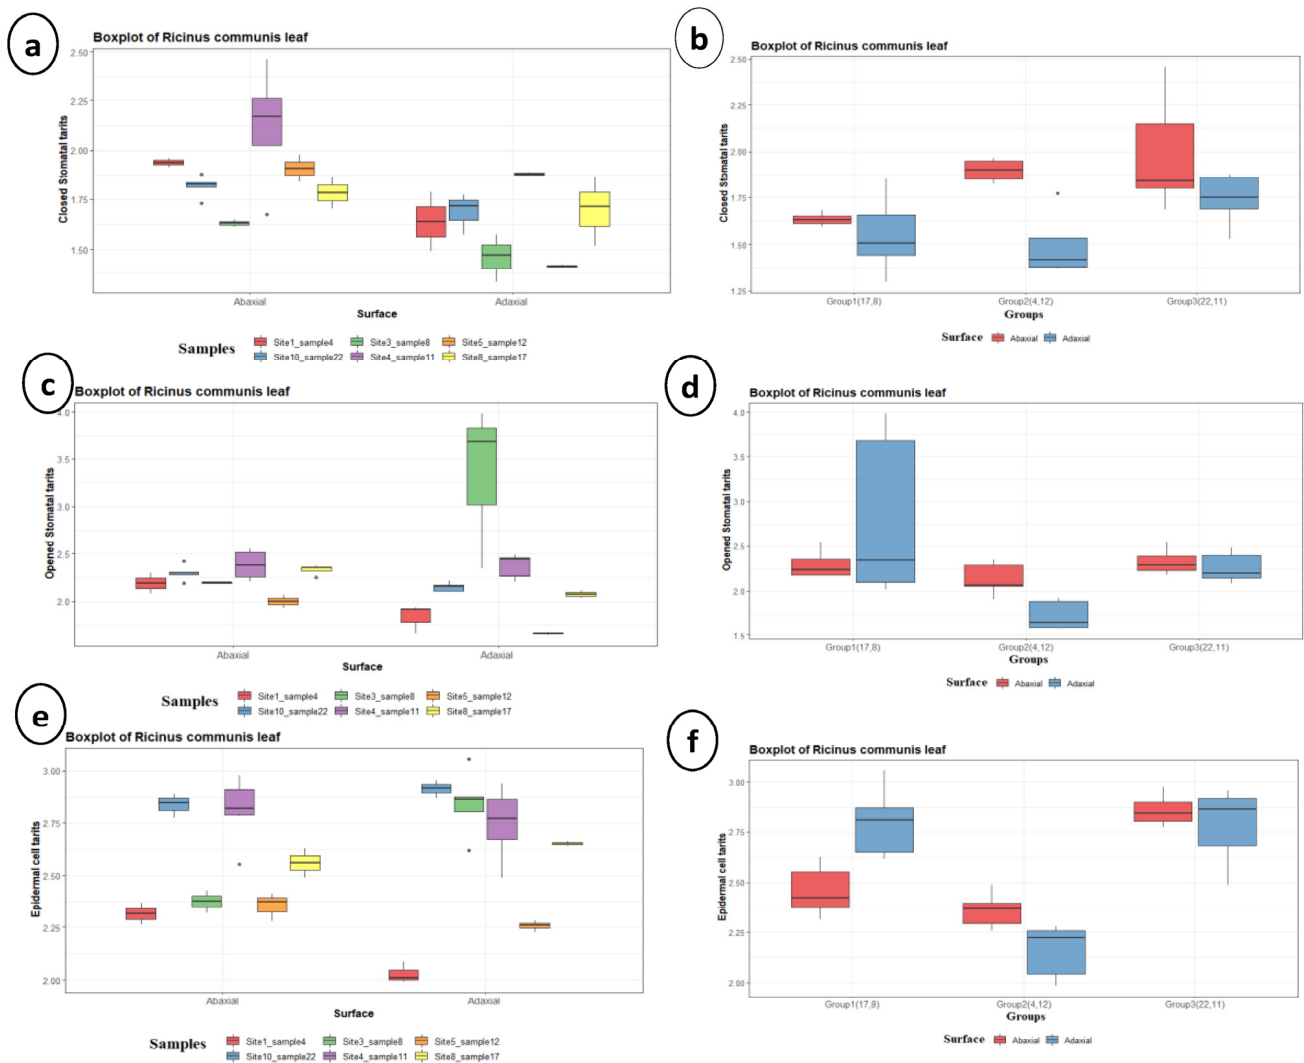 a
Boxplot of Ricinus communis leaf
2.50
2.25
2.00
1.75
1.50
Closed Stomatal tarits
Abaxial
Adaxial
Surface
Samples
Site1_sample4
Site3_sample8
Site5_sample12
Site10_sample22
Site4_sample11
Site8_sample17
b
Boxplot of Ricinus communis leaf
2.50
2.25
2.00
1.75
1.50
1.25
Closed Stomatal tarits
Group1(17,8)
Group2(4,12)
Group3(22,11)
Groups
Surface
Abaxial
Adaxial
c
Boxplot of Ricinus communis leaf
4.0
3.5
3.0
2.5
2.0
Opened Stomatal tarits
Abaxial
Adaxial
Surface
Samples
Site1_sample4
Site3_sample8
Site5_sample12
Site10_sample22
Site4_sample11
Site8_sample17
d
Boxplot of Ricinus communis leaf
4.0
3.5
3.0
2.5
2.0
1.5
Opened Stomatal tarits
Group1(17,8)
Group2(4,12)
Group3(22,11)
Groups
Surface
Abaxial
Adaxial
e
Boxplot of Ricinus communis leaf
3.00
2.75
2.50
2.25
2.00
Epidermal cell tarits
Abaxial
Adaxial
Surface
Samples
Site1_sample4
Site3_sample8
Site5_sample12
Site10_sample22
Site4_sample11
Site8_sample17
f
Boxplot of Ricinus communis leaf
3.00
2.75
2.50
2.25
2.00
Epidermal cell tarits
Group1(17,8)
Group2(4,12)
Group3(22,11)
Groups
Surface
Abaxial
Adaxial